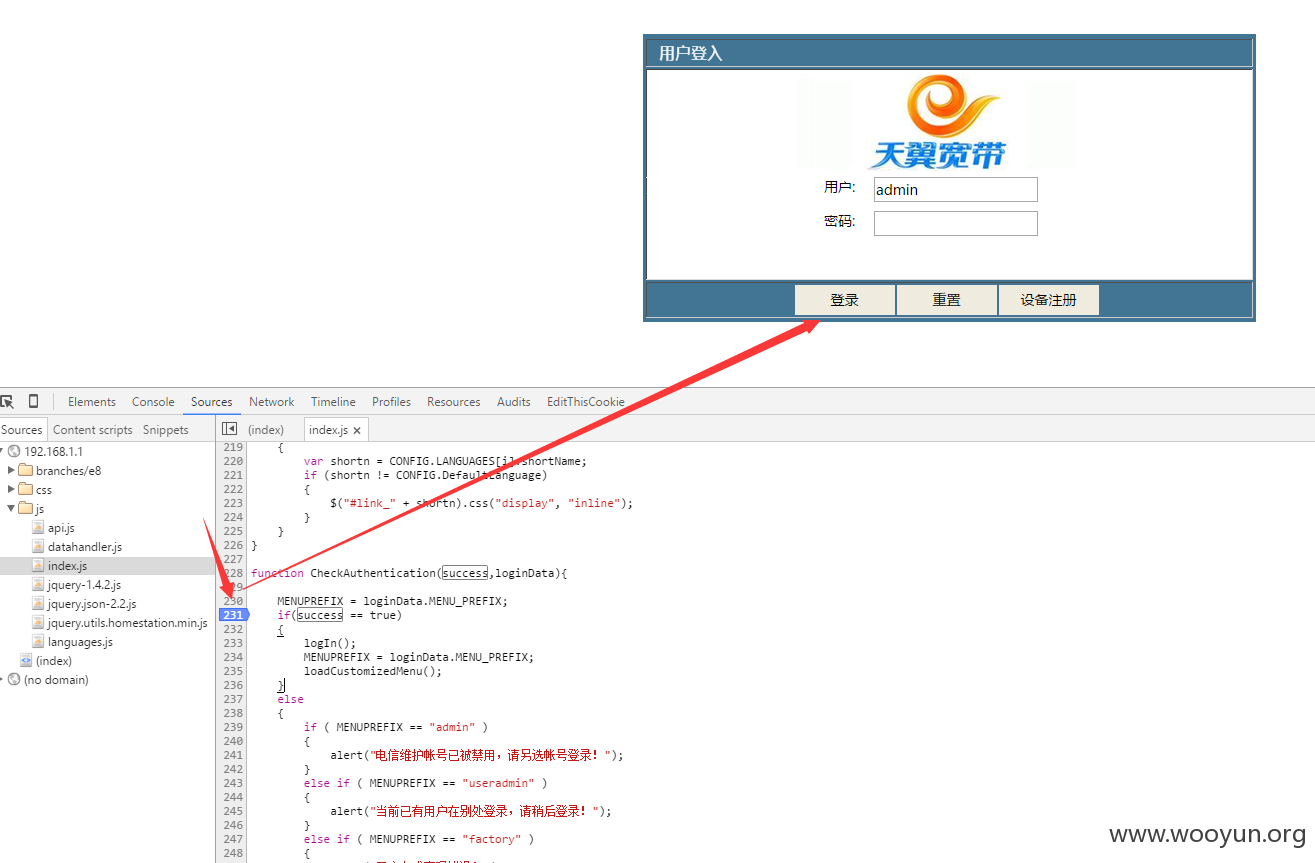 用户登入
天翼宽带
用户:
admin
密码:
登录
重置
设备注册
Elements Console Sources Network Timeline Profiles Resources Audits EditThisCookie
Sources Content scripts Snippets
(index) index.js ×
192.168.1.1
branches/e8
css
js
api.js
datahandler.js
index.js
jquery-1.4.2.js
jquery.json-2.2.js
jquery.utils.homestation.min.js
languages.js
(index)
(no domain)
219 {
220 var shortn = CONFIG.LANGUAGES[j].shortName;
221 if (shortn != CONFIG.DefaultLanguage)
222 {
223 $("#link_" + shortn).css("display", "inline");
224 }
225 }
226 }
227
228 function CheckAuthentication(success,loginData){
229
230 MENUPREFIX = loginData.MENU_PREFIX;
231 if(success == true)
232 {
233 logIn();
234 MENUPREFIX = loginData.MENU_PREFIX;
235 loadCustomizedMenu();
236 }
237 else
238 {
239 if ( MENUPREFIX == "admin" )
240 {
241 alert("电信维护帐号已被禁用，请另选帐号登录！");
242 }
243 else if ( MENUPREFIX == "useradmin" )
244 {
245 alert("当前已有用户在别处登录，请稍后登录！");
246 }
247 else if ( MENUPREFIX == "factory" )
248 {
www.wooyun.org